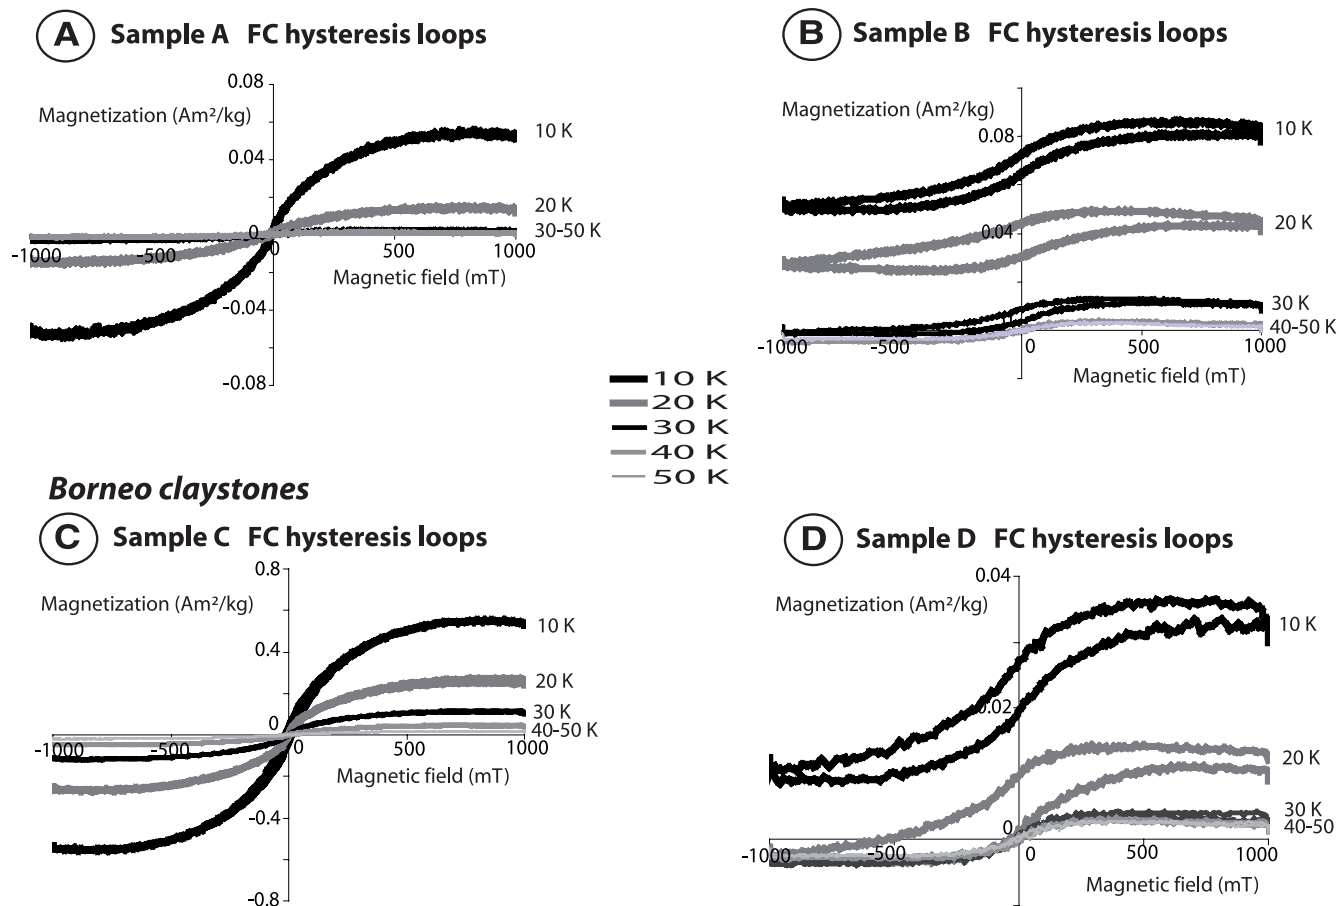 A Sample A FC hysteresis loops
Magnetization (Am²/kg)
0.08
0.04
0
-0.04
-0.08
-1000
-500
0
500
1000
10 K
20 K
30-50 K
Magnetic field (mT)
B Sample B FC hysteresis loops
Magnetization (Am²/kg)
0.08
0.04
-1000
-500
0
500
1000
10 K
20 K
30 K
40-50 K
Magnetic field (mT)
10 K
20 K
30 K
40 K
50 K
Borneo claystones
C Sample C FC hysteresis loops
Magnetization (Am²/kg)
0.8
0.4
0
-0.4
-0.8
-1000
-500
0
500
1000
10 K
20 K
30 K
40-50 K
Magnetic field (mT)
D Sample D FC hysteresis loops
Magnetization (Am²/kg)
0.04
0.02
0
-1000
-500
0
500
1000
10 K
20 K
30 K
40-50
Magnetic field (mT)